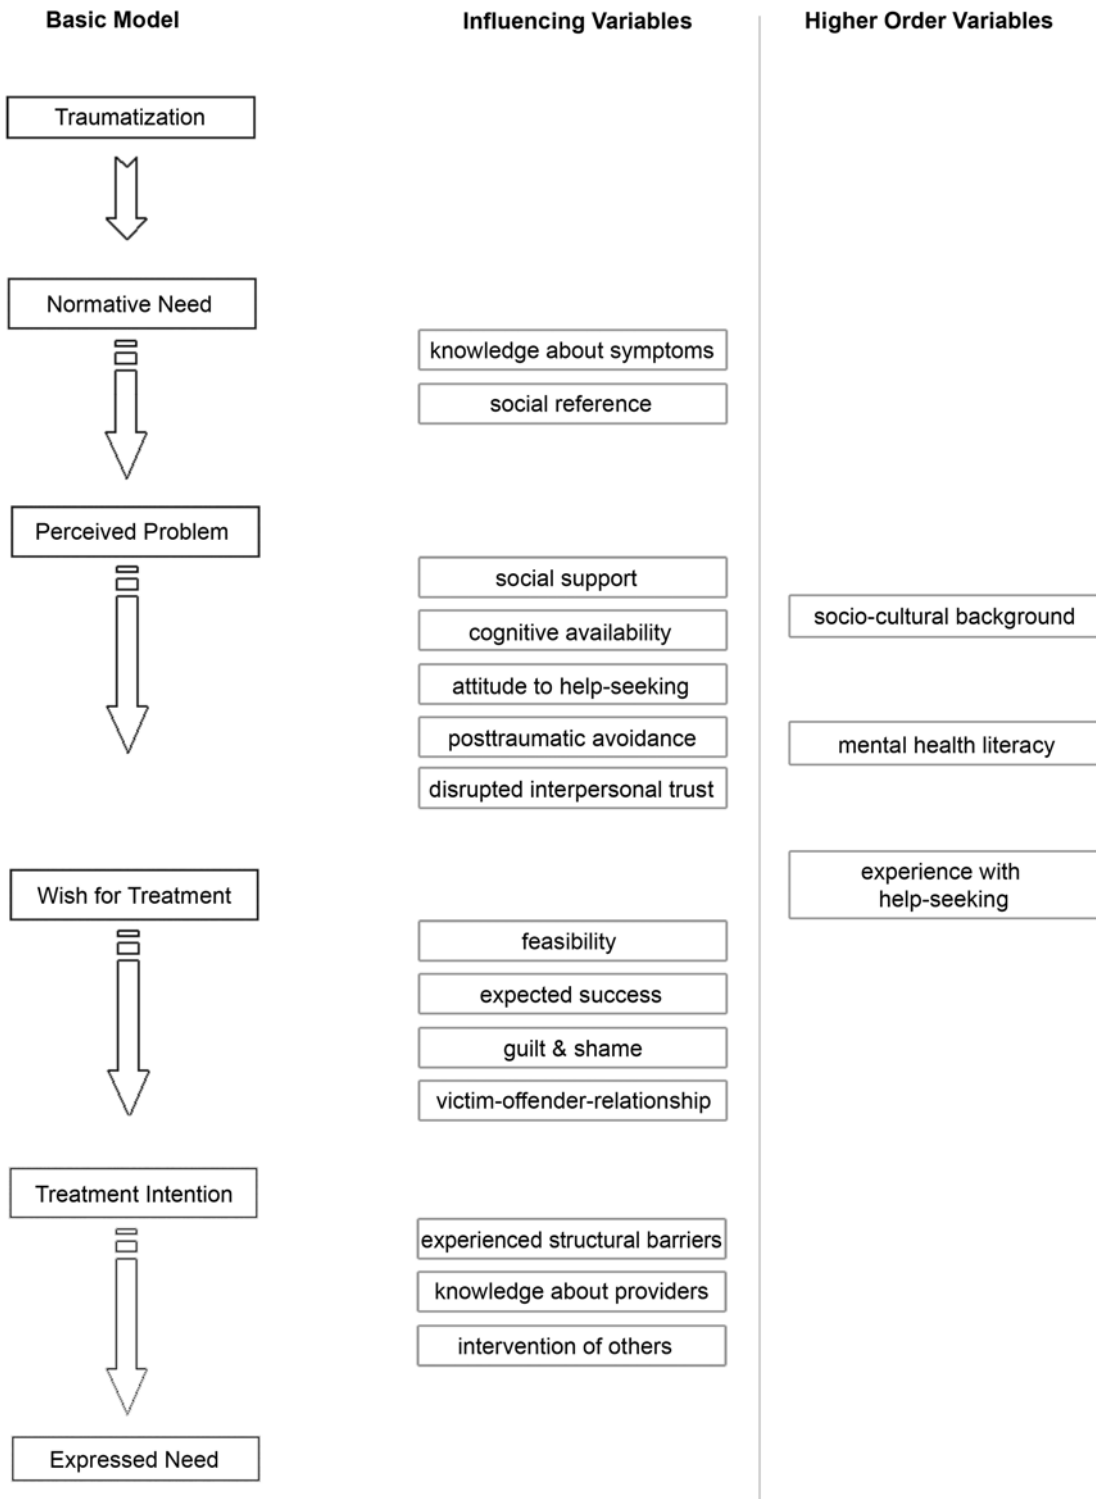 Basic Model
Influencing Variables
Higher Order Variables
Traumatization
Normative Need
knowledge about symptoms
social reference
Perceived Problem
social support
cognitive availability
attitude to help-seeking
posttraumatic avoidance
disrupted interpersonal trust
socio-cultural background
mental health literacy
experience with
help-seeking
Wish for Treatment
feasibility
expected success
guilt & shame
victim-offender-relationship
Treatment Intention
experienced structural barriers
knowledge about providers
intervention of others
Expressed Need